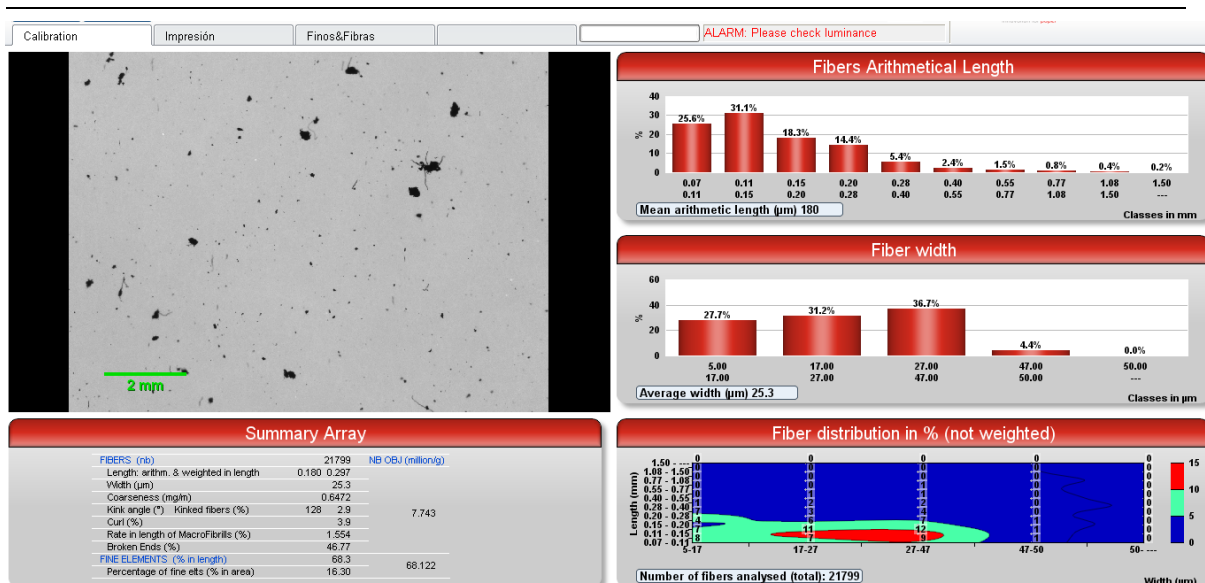 Calibration Impresión Finos&Fibras ALARM: Please check luminance
2 mm
Fibers Arithmetical Length
40
30
20
10
0
%
25.6% 31.1% 18.3% 14.4% 5.4% 2.4% 1.5% 0.8% 0.4% 0.2%
0.07 0.11 0.15 0.20 0.28 0.40 0.55 0.77 1.08 1.50
0.11 0.15 0.20 0.28 0.40 0.55 0.77 1.08 1.50 ---
Mean arithmetic length (µm) 180
Classes in mm
Fiber width
60
40
20
0
%
27.7% 31.2% 36.7% 4.4% 0.0%
5.00 17.00 27.00 47.00 50.00
17.00 27.00 47.00 50.00 ---
Average width (µm) 25.3
Classes in µm
Summary Array
FIBERS (nb) 21799 NB OBJ (million/g)
Length: arithm. & weighted in length 0.180 0.297
Width (µm) 25.3
Coarseness (mg/m) 0.6472
Kink angle (°) Kinked fibers (%) 128 2.9
7.743
Curl (%) 3.9
Rate in length of MacroFibrills (%) 1.554
Broken Ends (%) 46.77
FINE ELEMENTS (% in length) 68.3
68.122
Percentage of fine elts (% in area) 16.30
Fiber distribution in % (not weighted)
Length (mm)
1.50 - ---
1.08 - 1.50
0.77 - 1.08
0.55 - 0.77
0.40 - 0.55
0.28 - 0.40
0.20 - 0.28
0.15 - 0.20
0.11 - 0.15
0.07 - 0.11
5-17 17-27 27-47 47-50 50- ---
15
10
5
0
Number of fibers analysed (total): 21799
Width (µm)